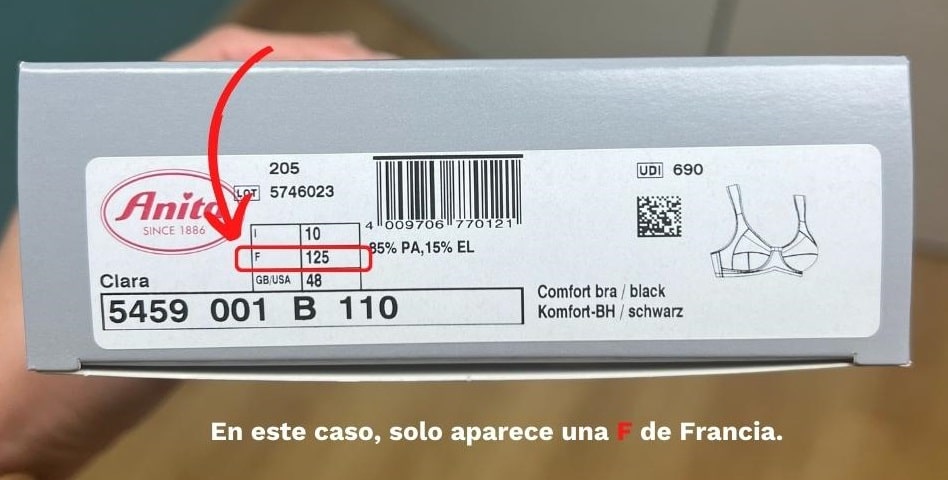 205
LOT 5746023
Anita
SINCE 1886
I 10
F 125
GB/USA 48
4 009706 770121
85% PA,15% EL
UDI 690
Clara
5459 001 B 110
Comfort bra / black
Komfort-BH / schwarz
En este caso, solo aparece una F de Francia.